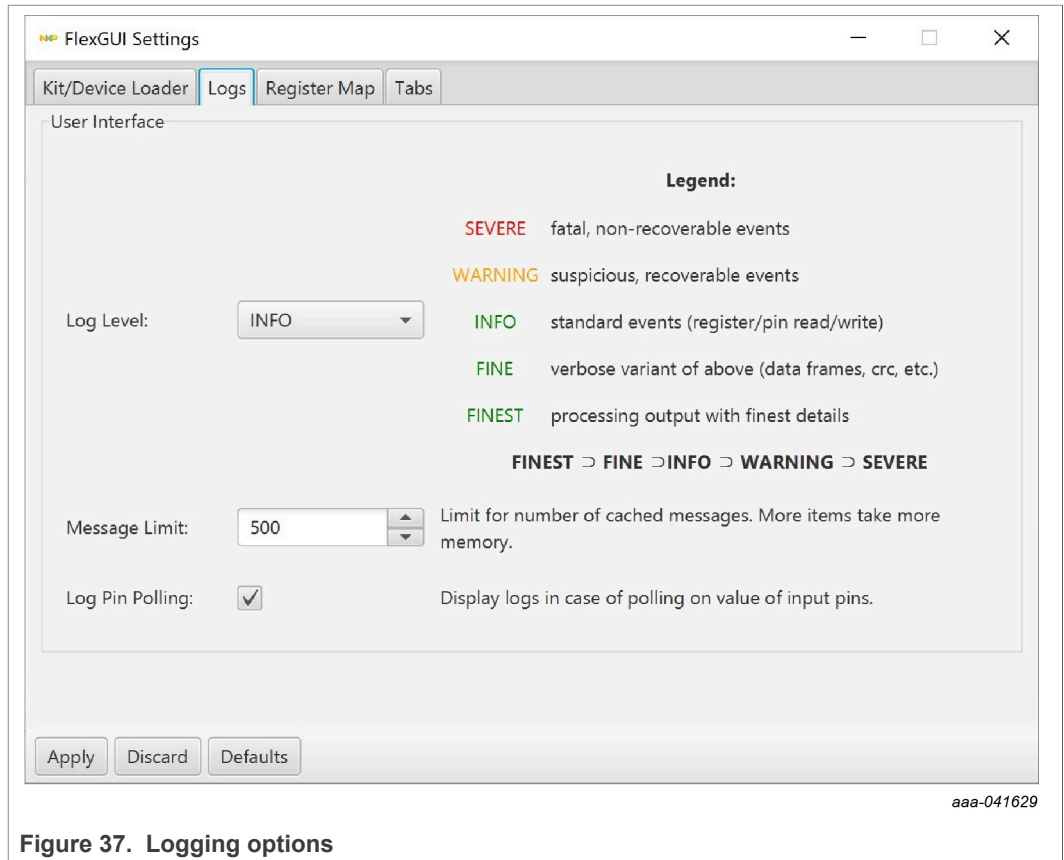 NXP FlexGUI Settings
Kit/Device Loader Logs Register Map Tabs
User Interface
Legend:
SEVERE fatal, non-recoverable events
WARNING suspicious, recoverable events
Log Level: INFO INFO standard events (register/pin read/write)
FINE verbose variant of above (data frames, crc, etc.)
FINEST processing output with finest details
FINEST ⊃ FINE ⊃INFO ⊃ WARNING ⊃ SEVERE
Message Limit: 500 Limit for number of cached messages. More items take more
memory.
Log Pin Polling: Display logs in case of polling on value of input pins.
Apply Discard Defaults
aaa-041629
Figure 37. Logging options